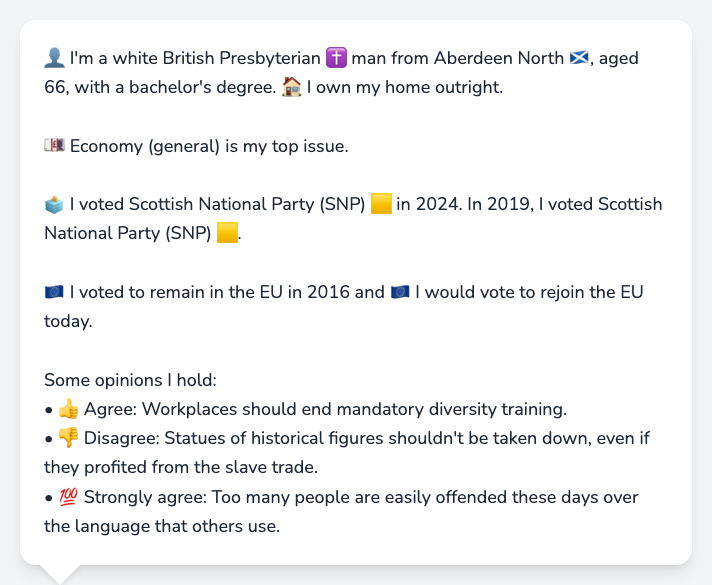 👤 I'm a white British Presbyterian ✝️ man from Aberdeen North 🏴󠁧󠁢󠁳󠁣󠁴󠁿, aged
66, with a bachelor's degree. 🏠 I own my home outright.
💷 Economy (general) is my top issue.
🗳️ I voted Scottish National Party (SNP) 🟨 in 2024. In 2019, I voted Scottish
National Party (SNP) 🟨.
🇪🇺 I voted to remain in the EU in 2016 and 🇪🇺 I would vote to rejoin the EU
today.
Some opinions I hold:
• 👍 Agree: Workplaces should end mandatory diversity training.
• 👎 Disagree: Statues of historical figures shouldn't be taken down, even if
they profited from the slave trade.
• 💯 Strongly agree: Too many people are easily offended these days over
the language that others use.